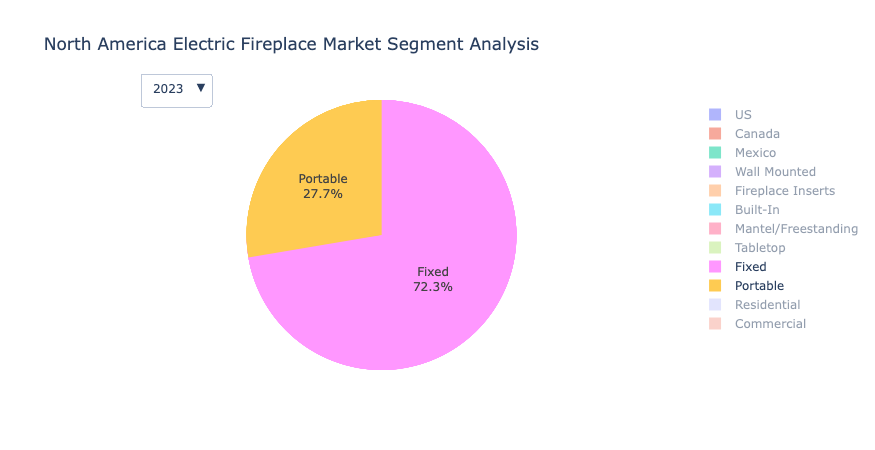 North America Electric Fireplace Market Segment Analysis
2023 ▼
Portable
27.7%
Fixed
72.3%
US
Canada
Mexico
Wall Mounted
Fireplace Inserts
Built-In
Mantel/Freestanding
Tabletop
Fixed
Portable
Residential
Commercial